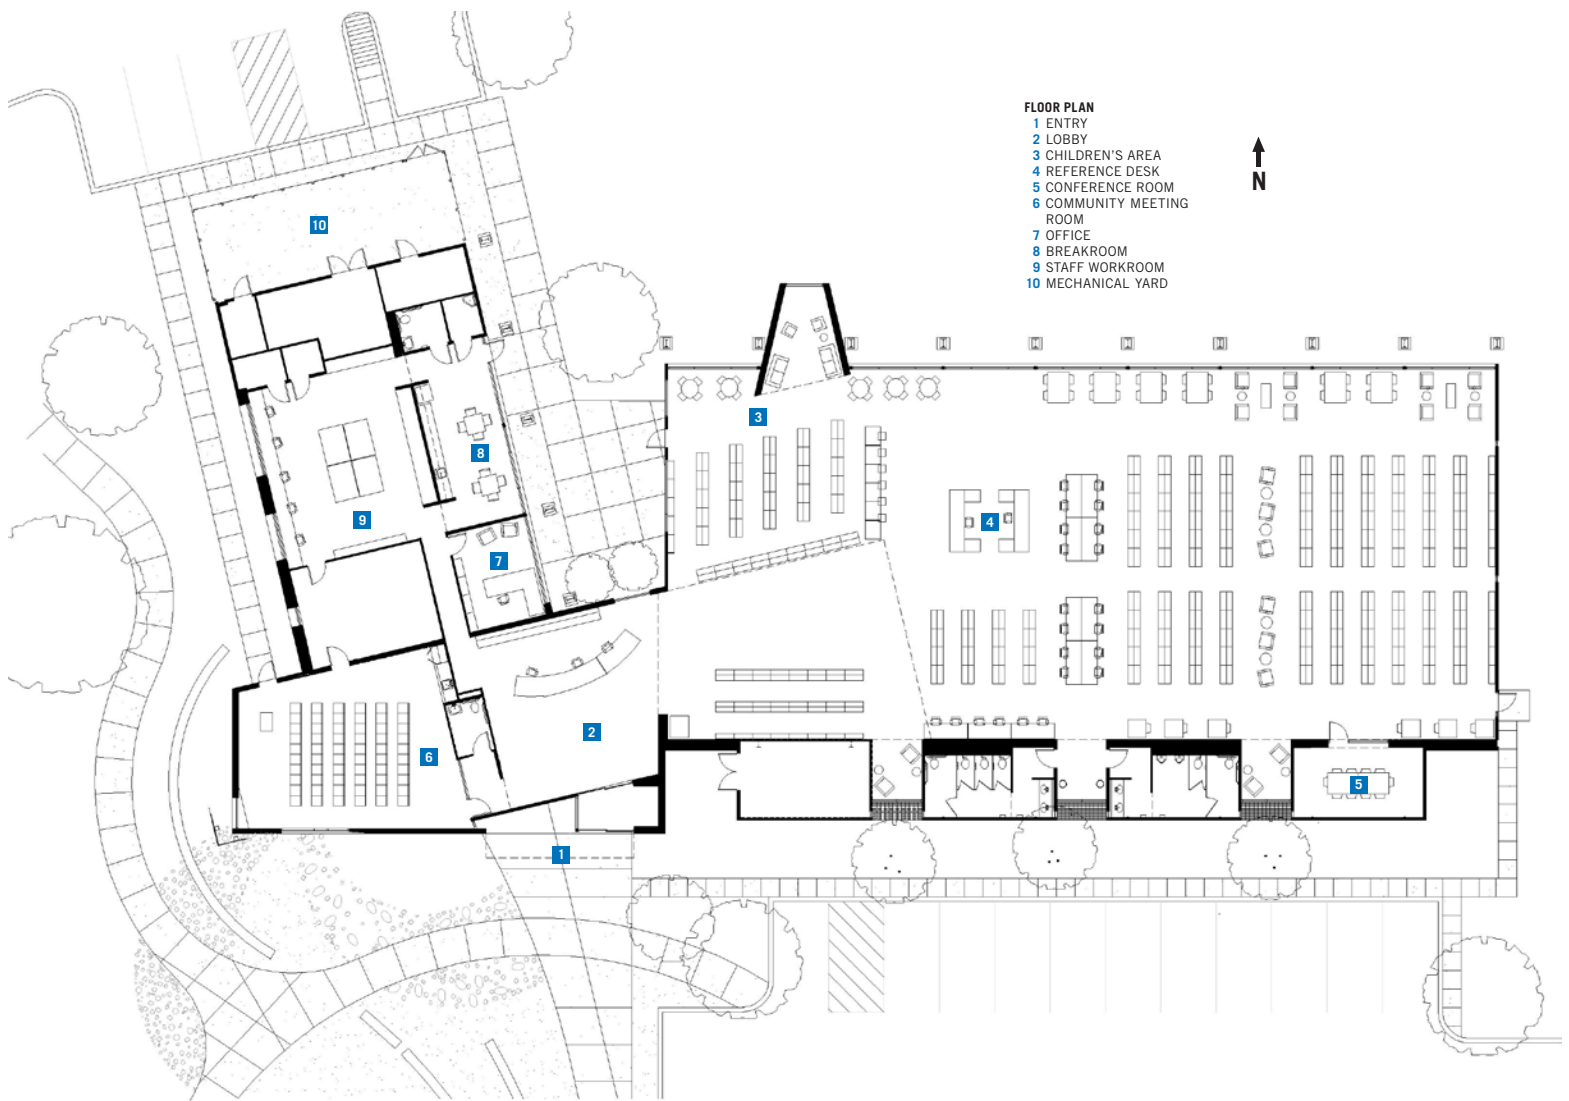 FLOOR PLAN
1 ENTRY
2 LOBBY
3 CHILDREN'S AREA
4 REFERENCE DESK
5 CONFERENCE ROOM
6 COMMUNITY MEETING
ROOM
7 OFFICE
8 BREAKROOM
9 STAFF WORKROOM
10 MECHANICAL YARD
N
10
3
8
4
9
7
2
6
5
1